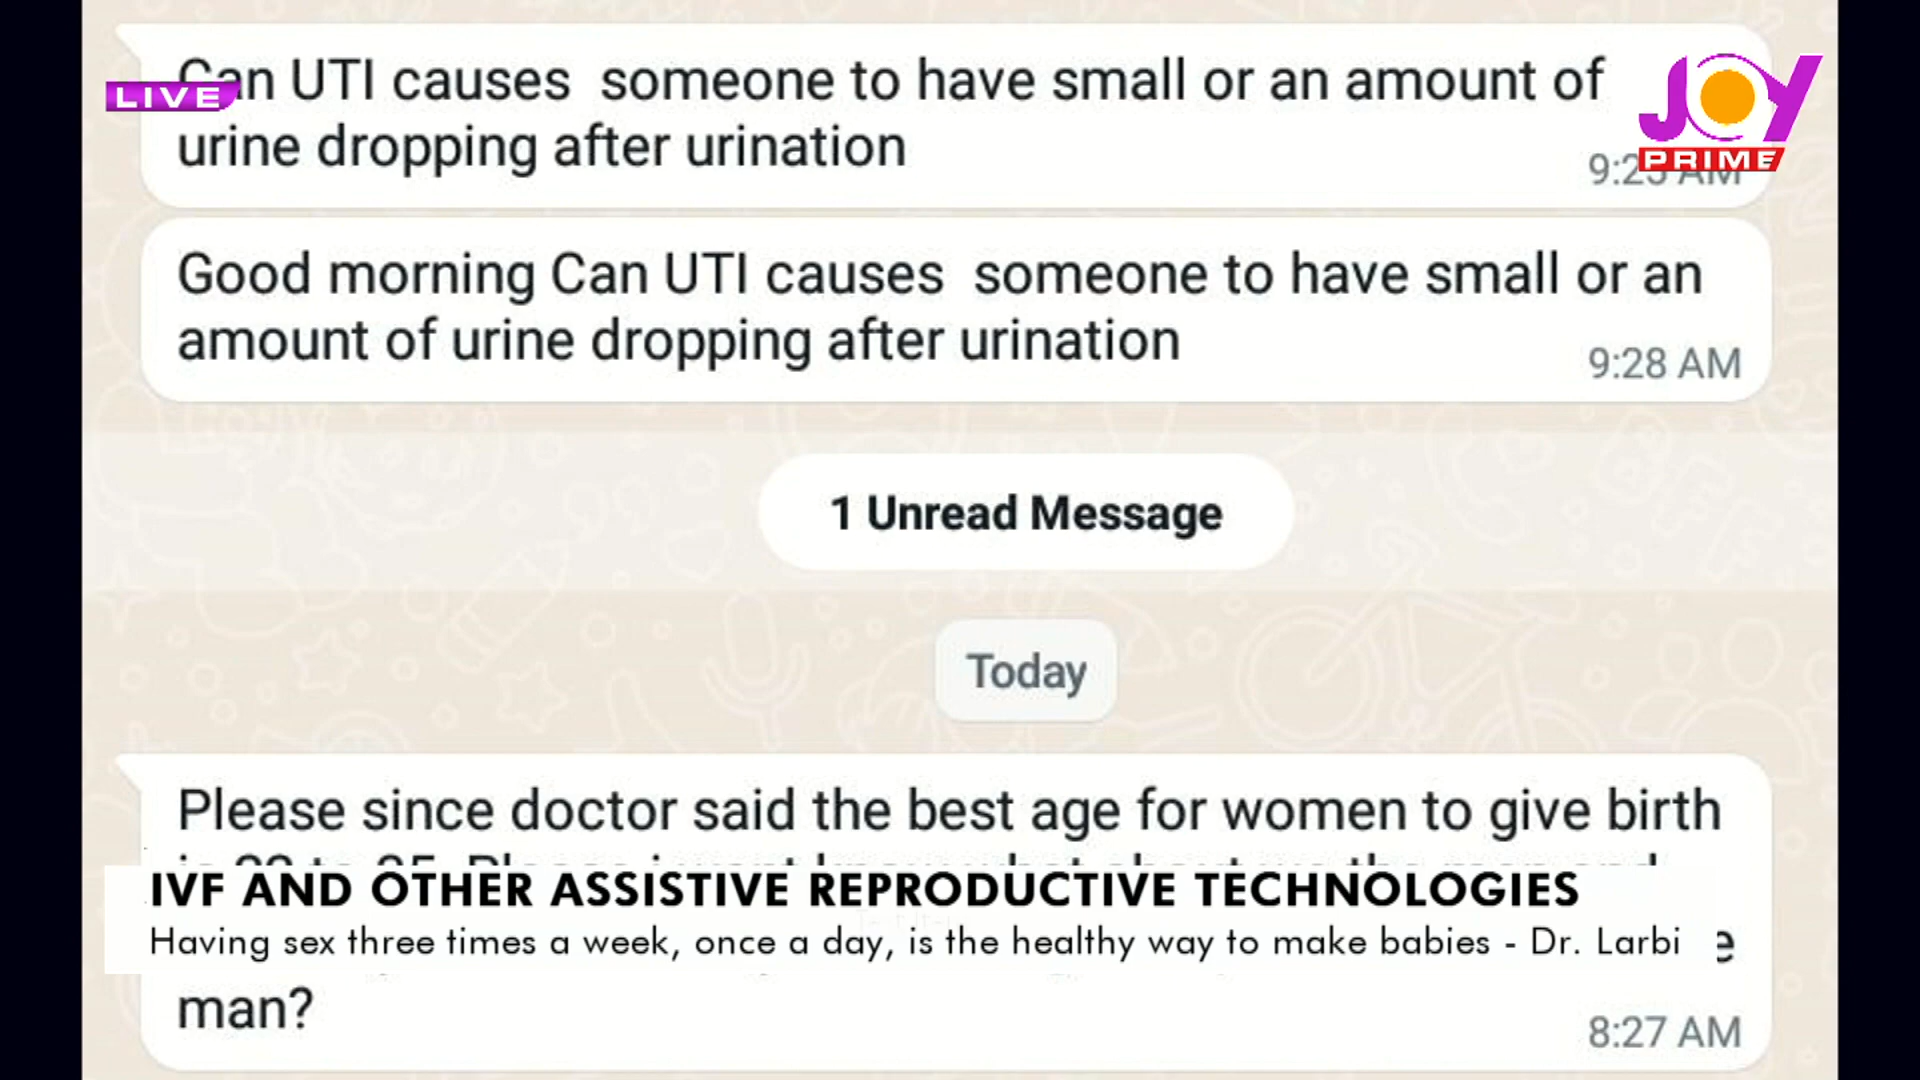 Can UTI causes someone to have small or an amount of
urine dropping after urination
LIVE
JOY
PRIME
Good morning Can UTI causes someone to have small or an
amount of urine dropping after urination
9:28 AM
1 Unread Message
Today
Please since doctor said the best age for women to give birth
IVF AND OTHER ASSISTIVE REPRODUCTIVE TECHNOLOGIES
Having sex three times a week, once a day, is the healthy way to make babies - Dr. Larbi
man?
8:27 AM